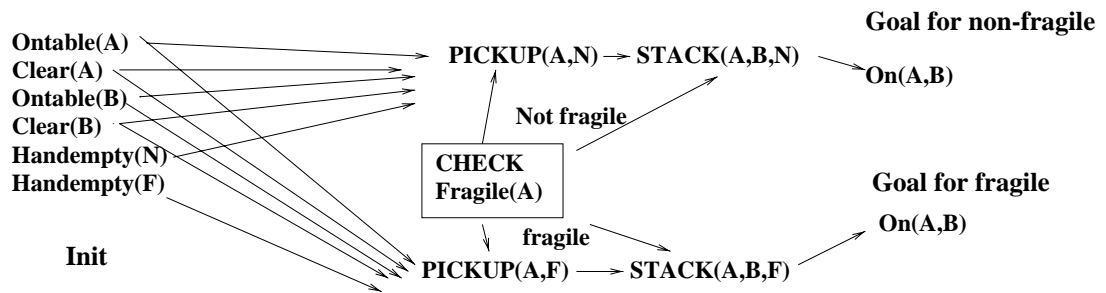 Goal for non-fragile
Ontable(A)
Clear(A)
Ontable(B)
Clear(B)
Handempty(N)
Handempty(F)
Init
PICKUP(A,N)
STACK(A,B,N)
On(A,B)
Not fragile
CHECK
Fragile(A)
fragile
Goal for fragile
On(A,B)
PICKUP(A,F)
STACK(A,B,F)